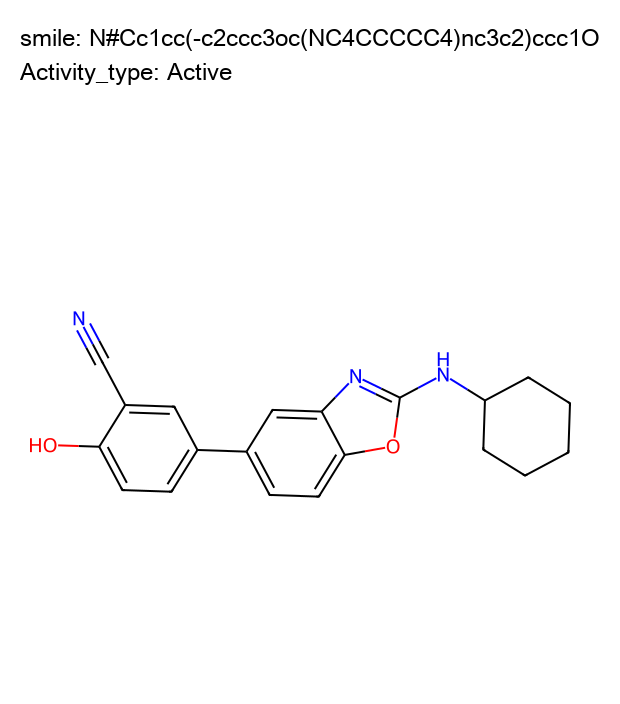 smile: N#Cc1cc(-c2ccc3oc(NC4CCCCC4)nc3c2)ccc1O
Activity_type: Active
N
H
N
N
HO
O